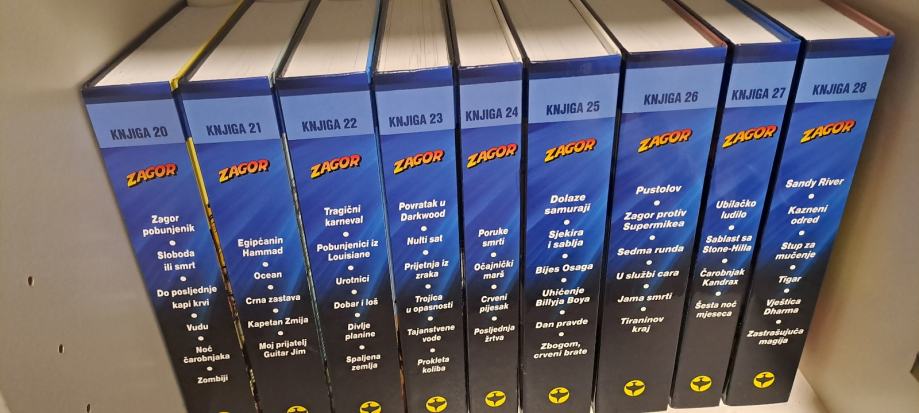 KNJIGA 20
ZAGOR
Zagor
pobunjenik
Sloboda
ili smrt
Do posljednje
kapi krvi
Vudu
Noć
čarobnjaka
Zombiji
KNJIGA 21
ZAGOR
Egipćanin
Hammad
Ocean
Crna zastava
Kapetan Zmija
Moj prijatelj
Guitar Jim
KNJIGA 22
ZAGOR
Tragični
karneval
Pobunjenici iz
Louisiane
Urotnici
Dobar i loš
Divlje
planine
Spaljena
zemlja
KNJIGA 23
ZAGOR
Povratak u
Darkwood
Nulti sat
Prijetnja iz
zraka
Trojica
u opasnosti
Tajanstvene
vode
Prokleta
koliba
KNJIGA 24
ZAGOR
Poruke
smrti
Očajnički
marš
Crveni
pijesak
Posljednja
žrtva
KNJIGA 25
ZAGOR
Dolaze
samuraji
Sjekira
i sablja
Bijes Osaga
Uhićenje
Billyja Boya
Dan pravde
Zbogom,
crveni brate
KNJIGA 26
ZAGOR
Pustolov
Zagor protiv
Supermikea
Sedma runda
U službi cara
Jama smrti
Tiraninov
kraj
KNJIGA 27
ZAGOR
Ubilačko
ludilo
Sablast sa
Stone-Hilla
Čarobnjak
Kandrax
Šesta noć
mjeseca
KNJIGA 28
ZAGOR
Sandy River
Kazneni
odred
Stup za
mučenje
Tigar
Vještica
Dharma
Zastrašujuća
magija